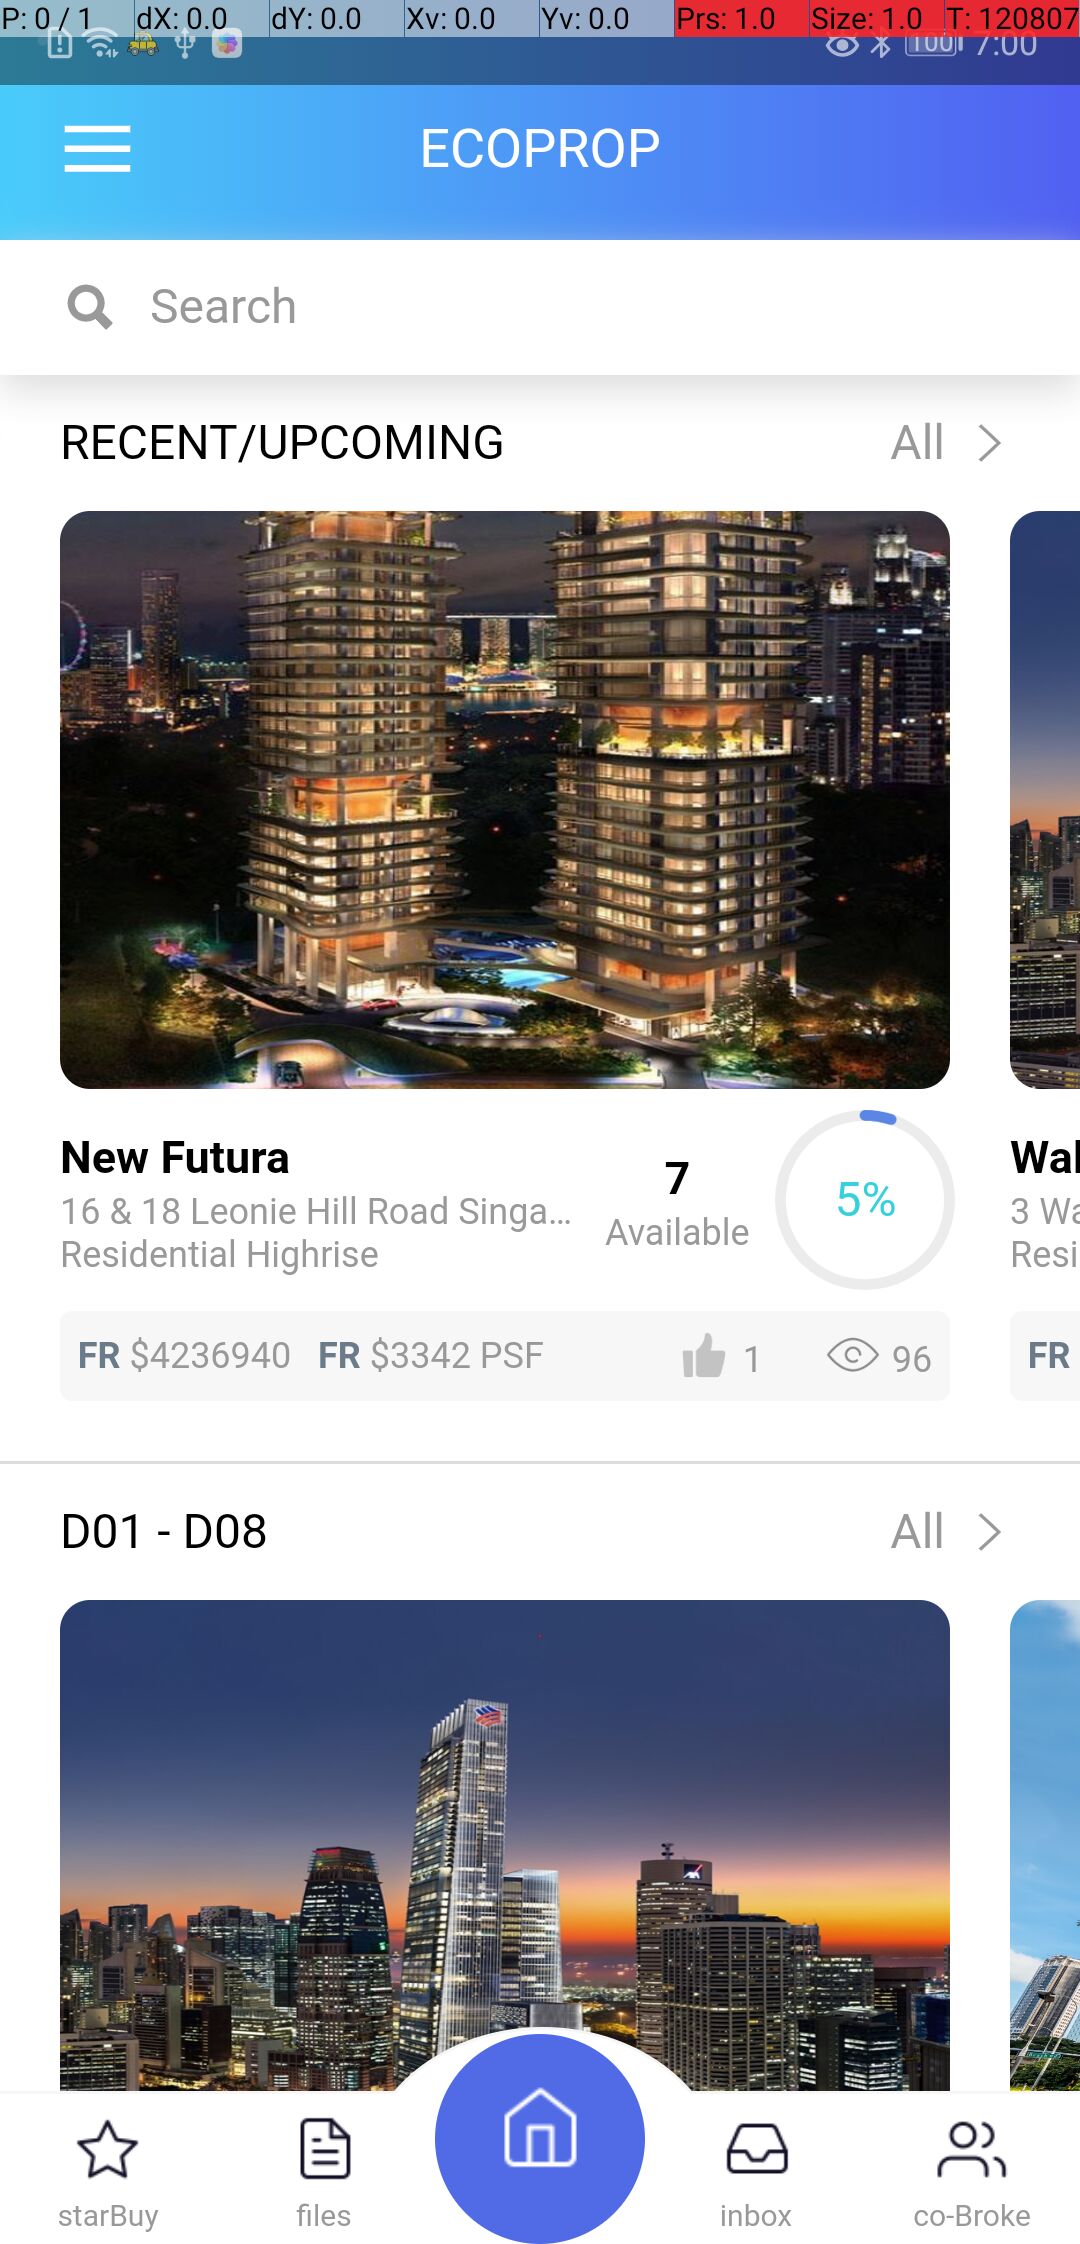 P: 0 / 1 dX: 0.0 dY: 0.0 Xv: 0.0 Yv: 0.0 Prs: 1.0 Size: 1.0 T: 120807
100 7:00
ECOPROP
Search
RECENT/UPCOMING All
New Futura
16 & 18 Leonie Hill Road Singa...
Residential Highrise
7
Available
5%
FR $4236940 FR $3342 PSF 1 96
Wal
3 Wa
Resi
FR
D01 - D08 All
AXA
starBuy files inbox co-Broke